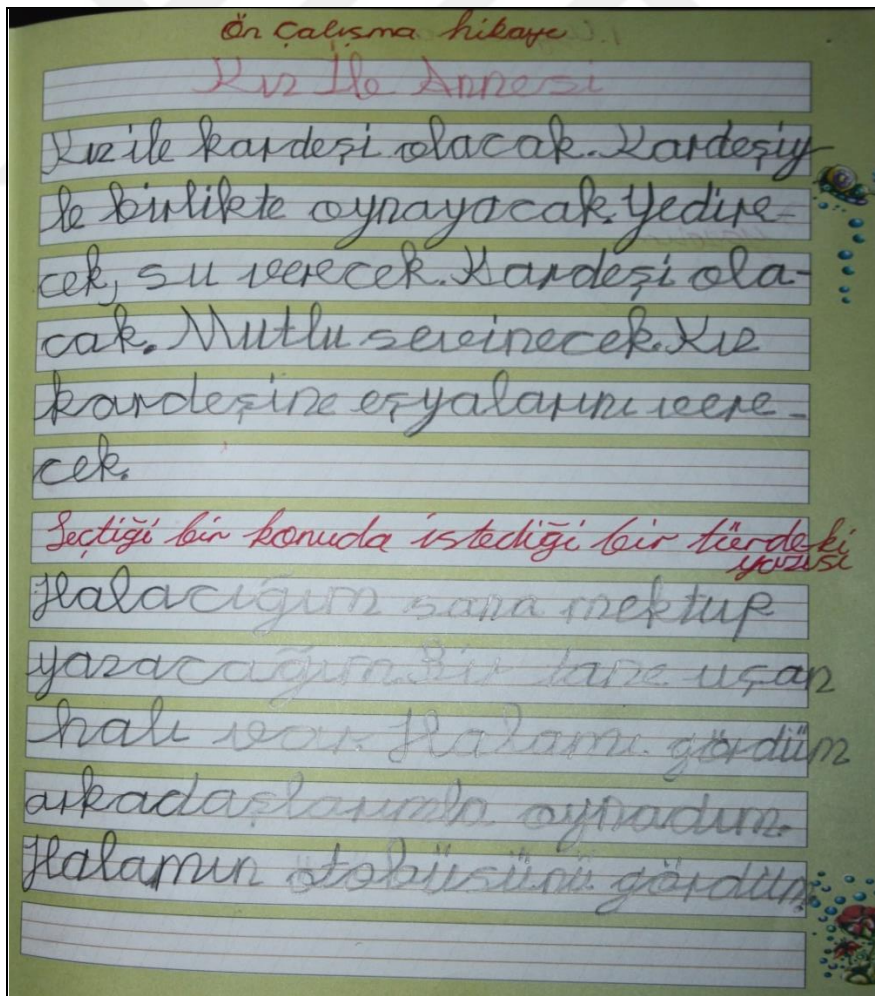 Ön Çalışma hikaye
Kız İle Annesi
Kız ile kardeşi olacak. Kardeşiy
le birlikte oynayacak. Yedire-
cek, su verecek. Kardeşi ola-
cak. Mutlu sevinecek. Kız
kardeşine eşyalarını vere-
cek.
Seçtiği bir konuda istediği bir türdeki
yazısı
Halacığım sana mektup
yazacağım. Bir tane uçan
halı var. Halamı gördüm
arkadaşlarımla oynadım.
Halamın otobüsünü gördüm